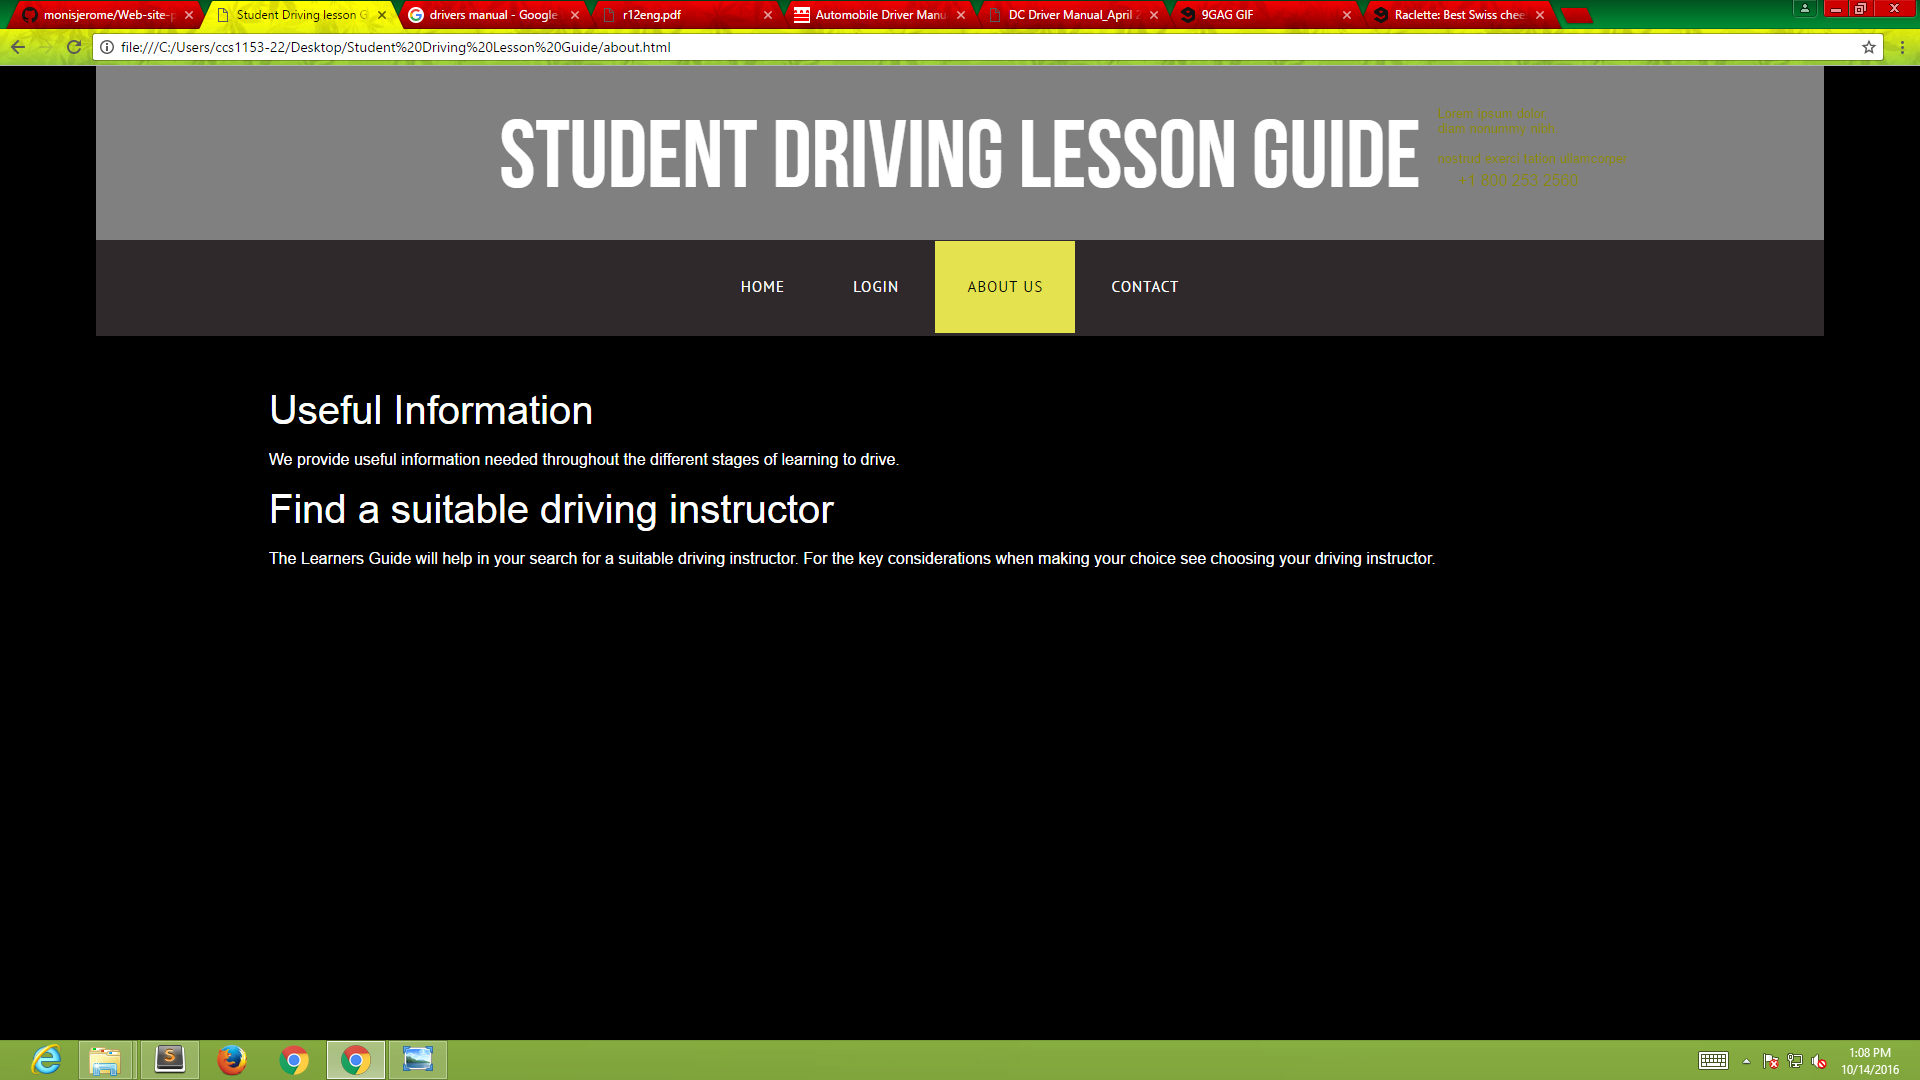 monisjerome/Web-site-p
Student Driving lesson G
drivers manual - Google
r12eng.pdf
Automobile Driver Manu
DC Driver Manual_April 2
9GAG GIF
Raclette: Best Swiss chee
file:///C:/Users/ccs1153-22/Desktop/Student%20Driving%20Lesson%20Guide/about.html
STUDENT DRIVING LESSON GUIDE
Lorem ipsum dolor
diam nonummy nibh
nostrud exerci tation ullamcorper
+1 800 253 2560
HOME
LOGIN
ABOUT US
CONTACT
Useful Information
We provide useful information needed throughout the different stages of learning to drive.
Find a suitable driving instructor
The Learners Guide will help in your search for a suitable driving instructor. For the key considerations when making your choice see choosing your driving instructor.
1:08 PM
10/14/2016